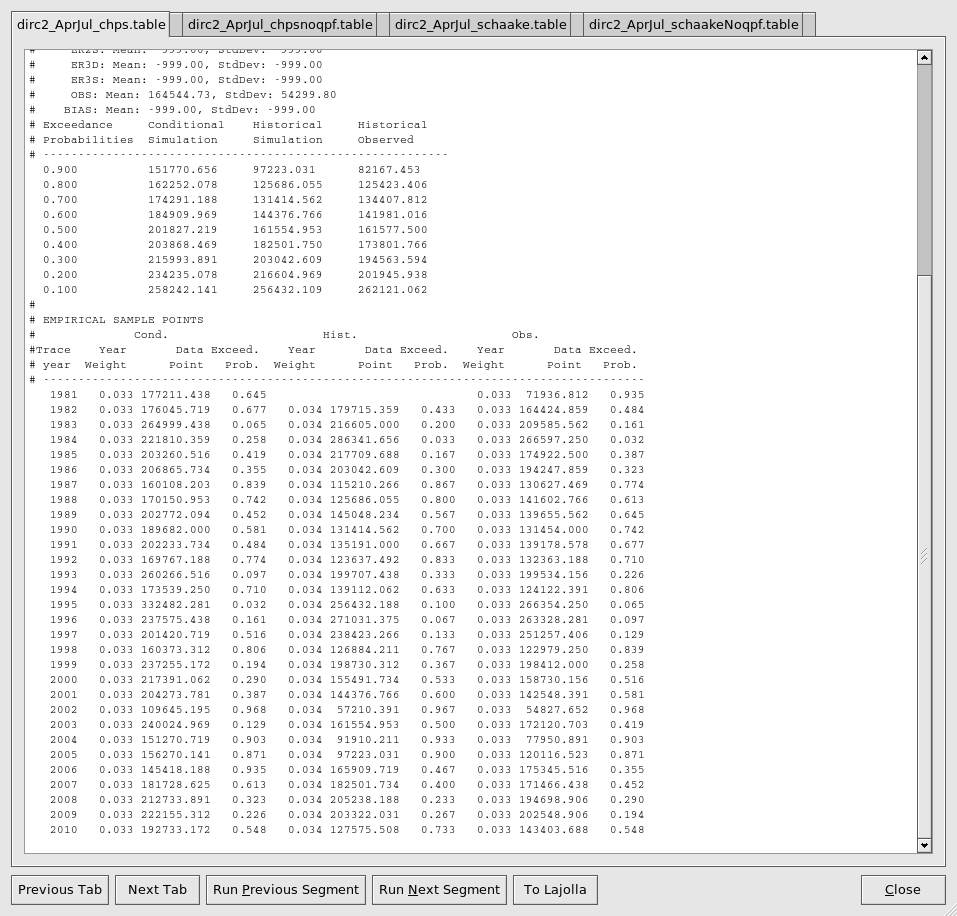 dirc2_AprJul_chps.table dirc2_AprJul_chpsnoqpf.table dirc2_AprJul_schaake.table dirc2_AprJul_schaakeNoqpf.table
# ER2S: Mean: -999.00, StdDev: -999.00
# ER3D: Mean: -999.00, StdDev: -999.00
# ER3S: Mean: -999.00, StdDev: -999.00
# OBS: Mean: 164544.73, StdDev: 54299.80
# BIAS: Mean: -999.00, StdDev: -999.00
# Exceedance Conditional Historical Historical
# Probabilities Simulation Simulation Observed
# ----------------------------------------------------------
0.900 151770.656 97223.031 82167.453
0.800 162252.078 125686.055 125423.406
0.700 174291.188 131414.562 134407.812
0.600 184909.969 144376.766 141981.016
0.500 201827.219 161554.953 161577.500
0.400 203868.469 182501.750 173801.766
0.300 215993.891 203042.609 194563.594
0.200 234235.078 216604.969 201945.938
0.100 258242.141 256432.109 262121.062
#
# EMPIRICAL SAMPLE POINTS
# Cond. Hist. Obs.
#Trace Year Data Exceed. Year Data Exceed. Year Data Exceed.
# year Weight Point Prob. Weight Point Prob. Weight Point Prob.
# --------------------------------------------------------------------------------------
1981 0.033 177211.438 0.645 0.033 71936.812 0.935
1982 0.033 176045.719 0.677 0.034 179715.359 0.433 0.033 164424.859 0.484
1983 0.033 264999.438 0.065 0.034 216605.000 0.200 0.033 209585.562 0.161
1984 0.033 221810.359 0.258 0.034 286341.656 0.033 0.033 266597.250 0.032
1985 0.033 203260.516 0.419 0.034 217709.688 0.167 0.033 174922.500 0.387
1986 0.033 206865.734 0.355 0.034 203042.609 0.300 0.033 194247.859 0.323
1987 0.033 160108.203 0.839 0.034 115210.266 0.867 0.033 130627.469 0.774
1988 0.033 170150.953 0.742 0.034 125686.055 0.800 0.033 141602.766 0.613
1989 0.033 202772.094 0.452 0.034 145048.234 0.567 0.033 139655.562 0.645
1990 0.033 189682.000 0.581 0.034 131414.562 0.700 0.033 131454.000 0.742
1991 0.033 202233.734 0.484 0.034 135191.000 0.667 0.033 139178.578 0.677
1992 0.033 169767.188 0.774 0.034 123637.492 0.833 0.033 132363.188 0.710
1993 0.033 260266.516 0.097 0.034 199707.438 0.333 0.033 199534.156 0.226
1994 0.033 173539.250 0.710 0.034 139112.062 0.633 0.033 124122.391 0.806
1995 0.033 332482.281 0.032 0.034 256432.188 0.100 0.033 266354.250 0.065
1996 0.033 237575.438 0.161 0.034 271031.375 0.067 0.033 263328.281 0.097
1997 0.033 201420.719 0.516 0.034 238423.266 0.133 0.033 251257.406 0.129
1998 0.033 160373.312 0.806 0.034 126884.211 0.767 0.033 122979.250 0.839
1999 0.033 237255.172 0.194 0.034 198730.312 0.367 0.033 198412.000 0.258
2000 0.033 217391.062 0.290 0.034 155491.734 0.533 0.033 158730.156 0.516
2001 0.033 204273.781 0.387 0.034 144376.766 0.600 0.033 142548.391 0.581
2002 0.033 109645.195 0.968 0.034 57210.391 0.967 0.033 54827.652 0.968
2003 0.033 240024.969 0.129 0.034 161554.953 0.500 0.033 172120.703 0.419
2004 0.033 151270.719 0.903 0.034 91910.211 0.933 0.033 77950.891 0.903
2005 0.033 156270.141 0.871 0.034 97223.031 0.900 0.033 120116.523 0.871
2006 0.033 145418.188 0.935 0.034 165909.719 0.467 0.033 175345.516 0.355
2007 0.033 181728.625 0.613 0.034 182501.734 0.400 0.033 171466.438 0.452
2008 0.033 212733.891 0.323 0.034 205238.188 0.233 0.033 194698.906 0.290
2009 0.033 222155.312 0.226 0.034 203322.031 0.267 0.033 202548.906 0.194
2010 0.033 192733.172 0.548 0.034 127575.508 0.733 0.033 143403.688 0.548
Previous Tab Next Tab Run Previous Segment Run Next Segment To Lajolla Close